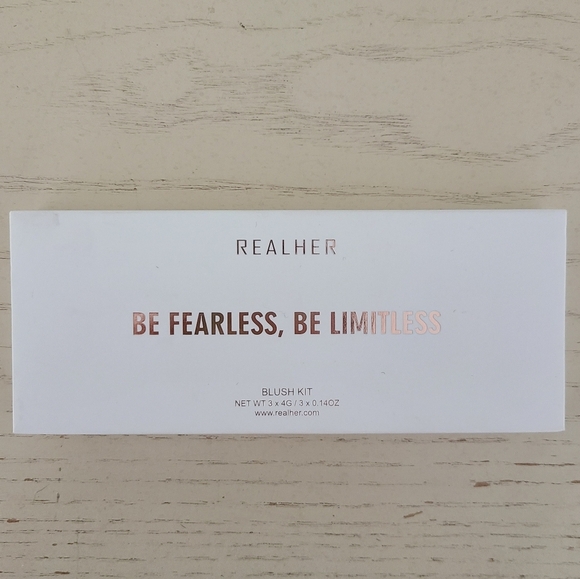 REALHER
BE FEARLESS, BE LIMITLESS
BLUSH KIT
NET WT 3 x 4G / 3 x 0.14OZ
www.realher.com